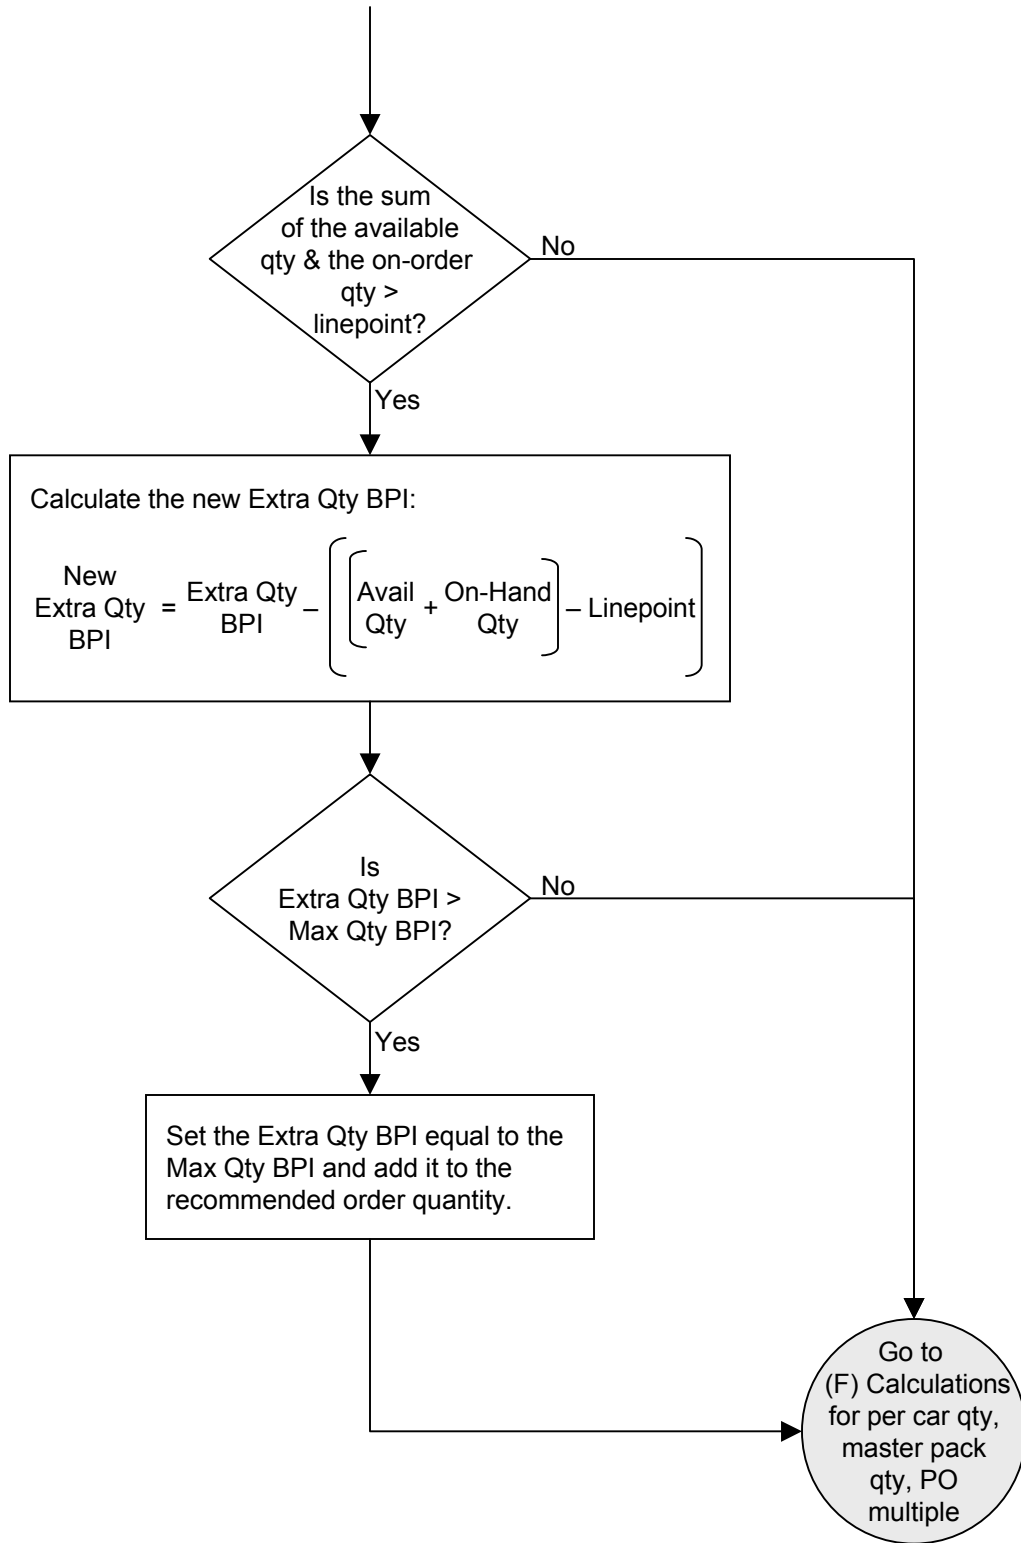 Is the sum
of the available
qty & the on-order
qty >
linepoint?
No
Yes
Calculate the new Extra Qty BPI:
New
Extra Qty
BPI
=
Extra Qty
BPI
–
Avail
Qty
+
On-Hand
Qty
– Linepoint
Is
Extra Qty BPI >
Max Qty BPI?
No
Yes
Set the Extra Qty BPI equal to the
Max Qty BPI and add it to the
recommended order quantity.
Go to
(F) Calculations
for per car qty,
master pack
qty, PO
multiple